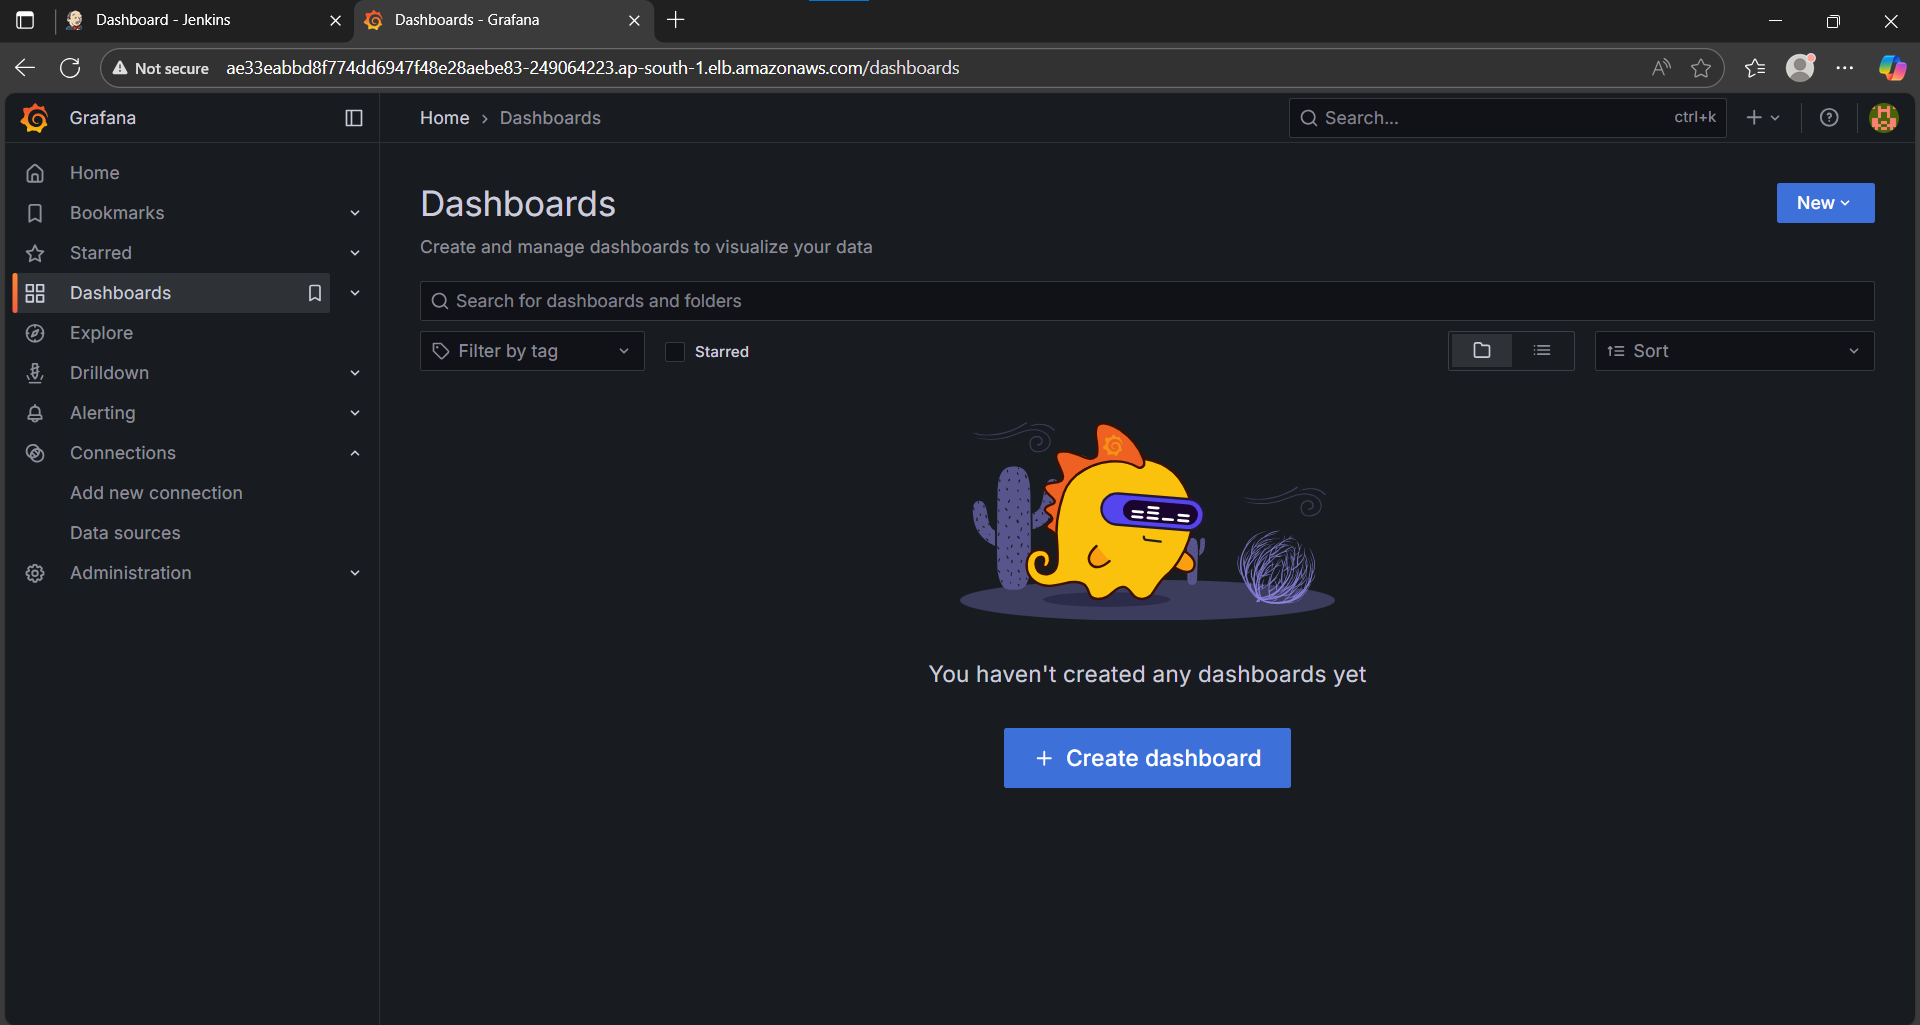 Dashboard - Jenkins
Dashboards - Grafana
Not secure
ae33eabbd8f774dd6947f48e28aebe83-249064223.ap-south-1.elb.amazonaws.com/dashboards
Grafana
Home > Dashboards
Search...
ctrl+k
Home
Bookmarks
Starred
Dashboards
Explore
Drilldown
Alerting
Connections
Add new connection
Data sources
Administration
Dashboards
New
Create and manage dashboards to visualize your data
Search for dashboards and folders
Filter by tag
Starred
Sort
You haven't created any dashboards yet
+ Create dashboard